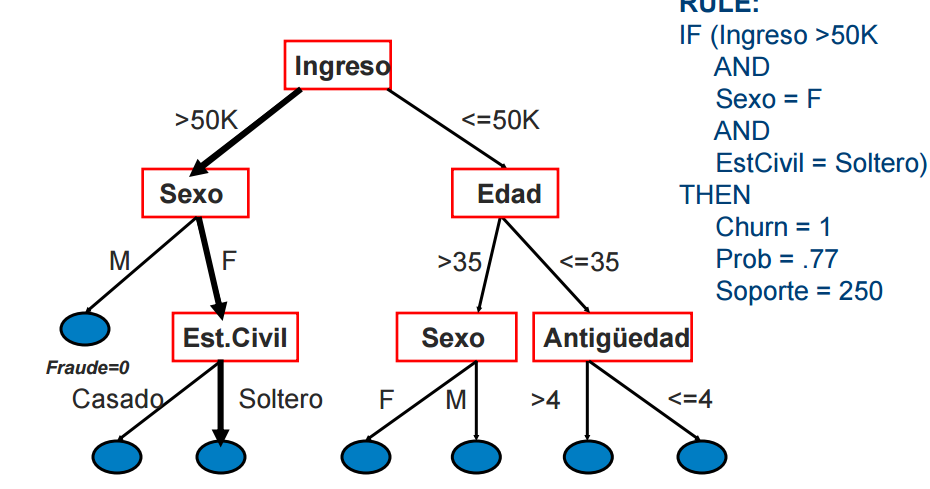 RULE:
IF (Ingreso >50K
AND
Sexo = F
AND
EstCivil = Soltero)
THEN
Churn = 1
Prob = .77
Soporte = 250
Ingreso
>50K
<=50K
Sexo
Edad
M
F
>35
<=35
Fraude=0
Est.Civil
Sexo
Antigüedad
Casado
Soltero
F
M
>4
<=4